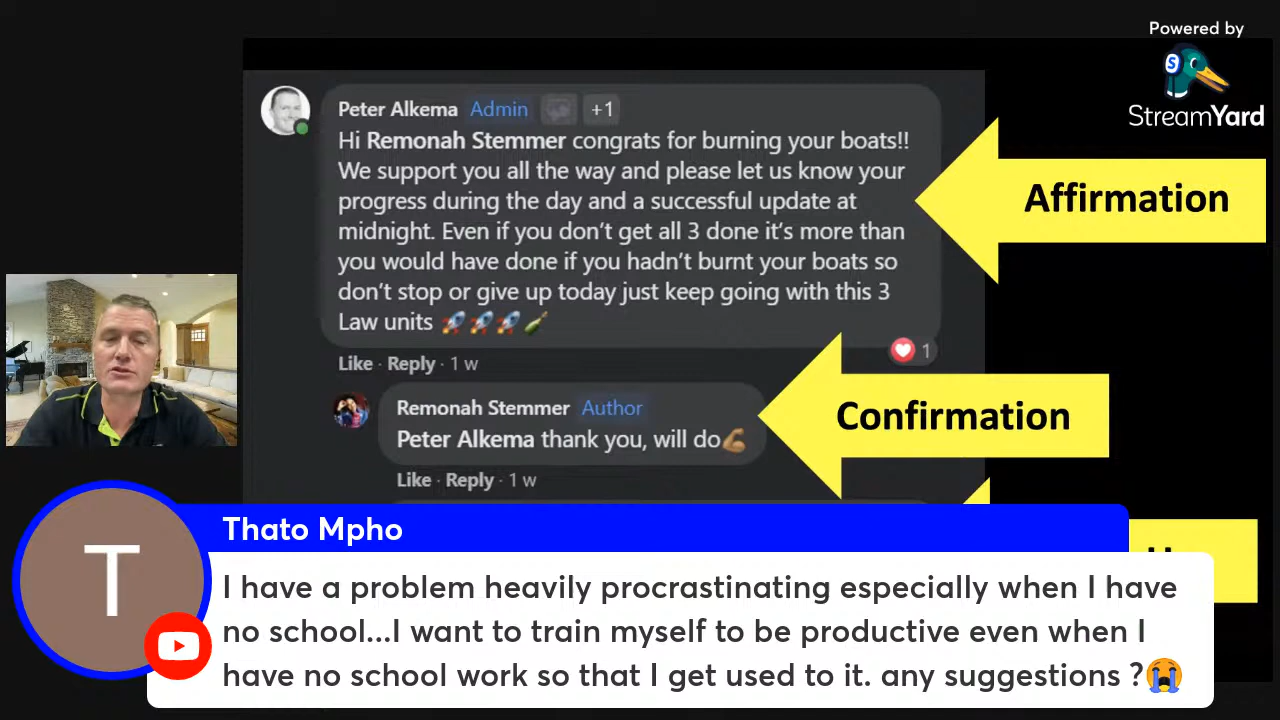 Powered by
S
StreamYard
Peter Alkema Admin +1
Hi Remonah Stemmer congrats for burning your boats!!
We support you all the way and please let us know your
progress during the day and a successful update at
midnight. Even if you don't get all 3 done it's more than
you would have done if you hadn't burnt your boats so
don't stop or give up today just keep going with this 3
Law units 🚀🚀🚀🍾
1
Like · Reply · 1 w
Affirmation
Remonah Stemmer Author
Peter Alkema thank you, will do💪🏽
Like · Reply · 1 w
Confirmation
T
Thato Mpho
I have a problem heavily procrastinating especially when I have
no school...I want to train myself to be productive even when I
have no school work so that I get used to it. any suggestions ?😭